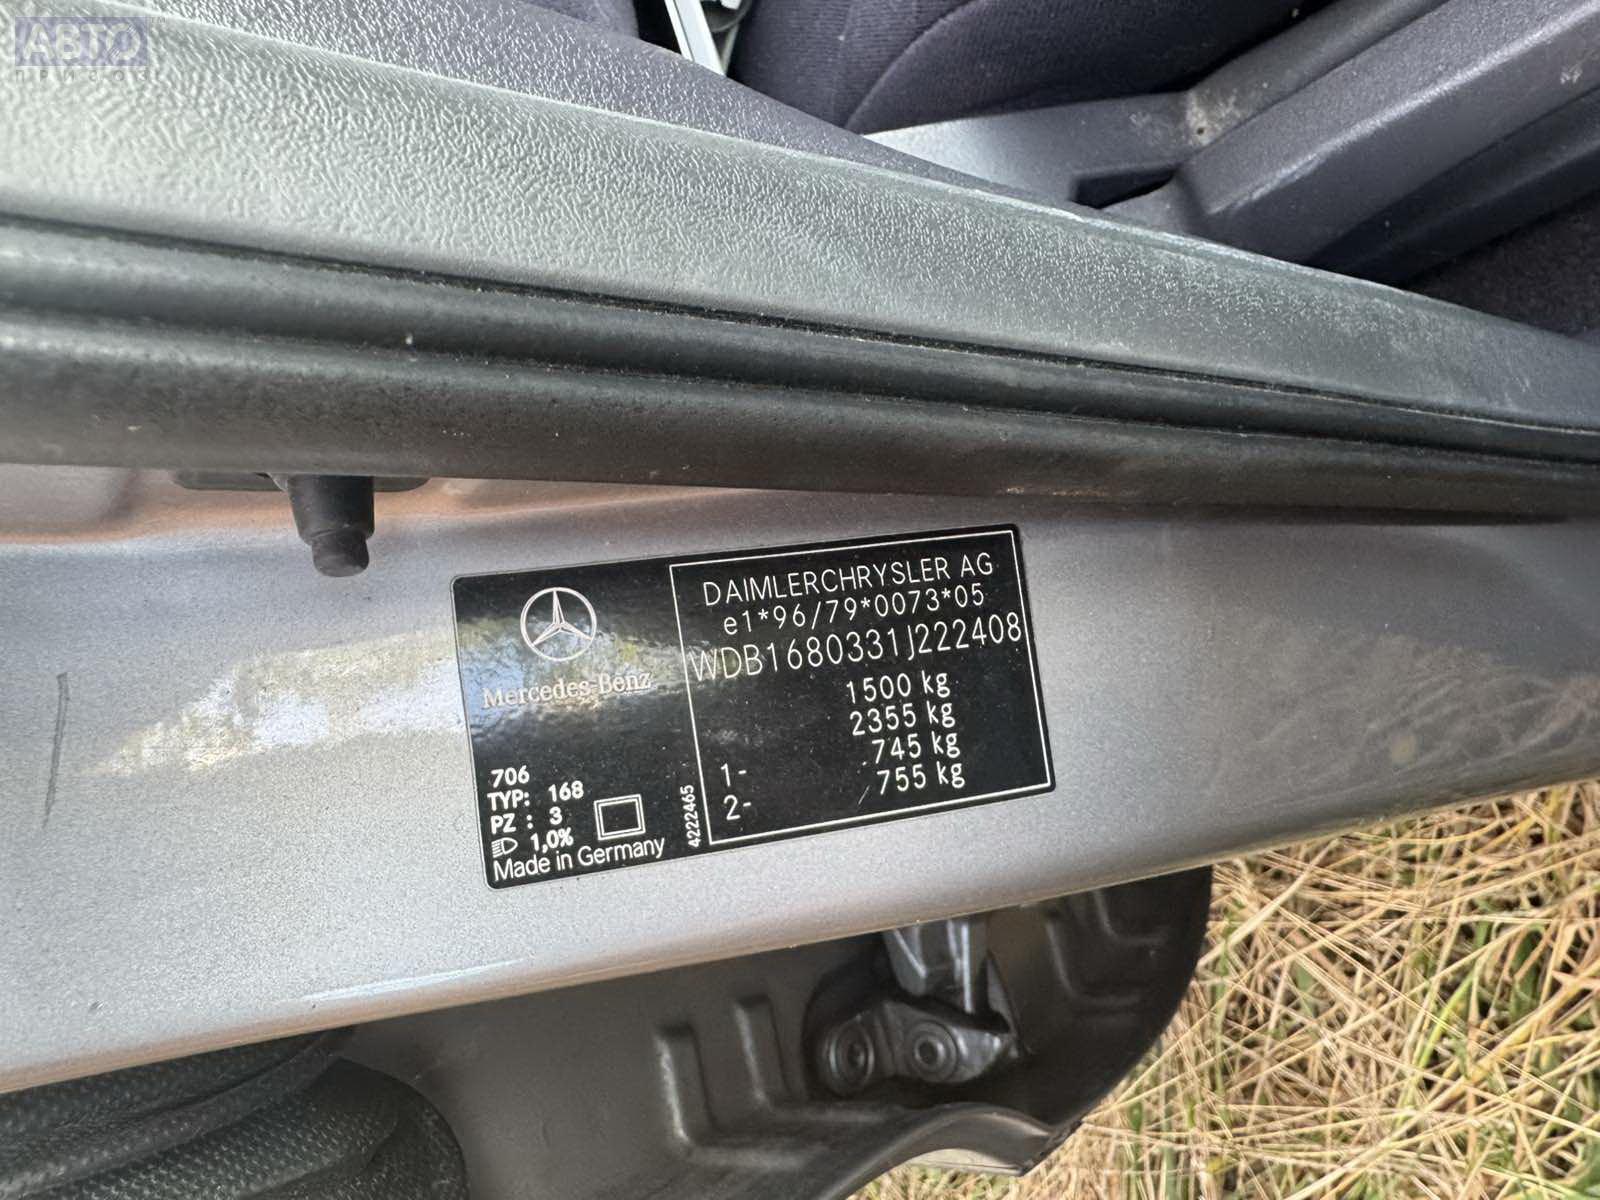 АВТО
ПРИВОЗ
DAIMLERCHRYSLER AG
e1*96/79*0073*05
WDB1680331J222408
1500 kg
2355 kg
1- 745 kg
2- 755 kg
Mercedes-Benz
706
TYP: 168
PZ : 3
1,0%
Made in Germany
4222465